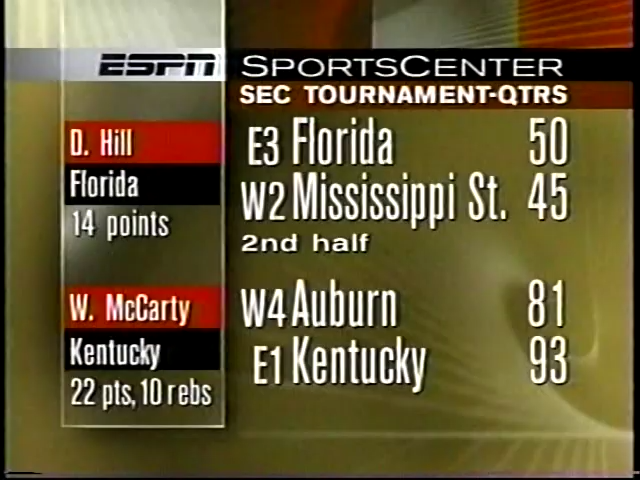 ESPN SPORTSCENTER
SEC TOURNAMENT-QTRS
D. Hill
Florida
14 points
E3 Florida 50
W2 Mississippi St. 45
2nd half
W. McCarty
Kentucky
22 pts, 10 rebs
W4 Auburn 81
E1 Kentucky 93